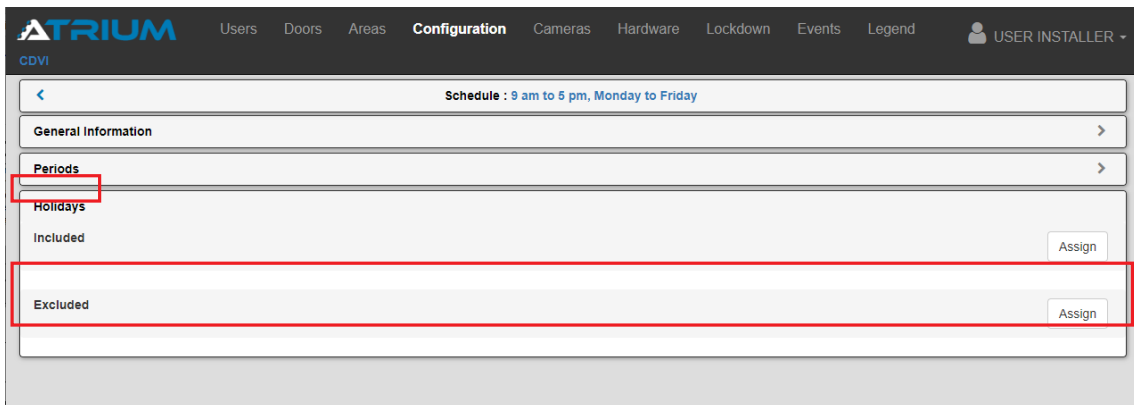 ATRIUM Users Doors Areas Configuration Cameras Hardware Lockdown Events Legend USER INSTALLER
CDVI
Schedule : 9 am to 5 pm, Monday to Friday
General Information
Periods
Holidays
Included Assign
Excluded Assign